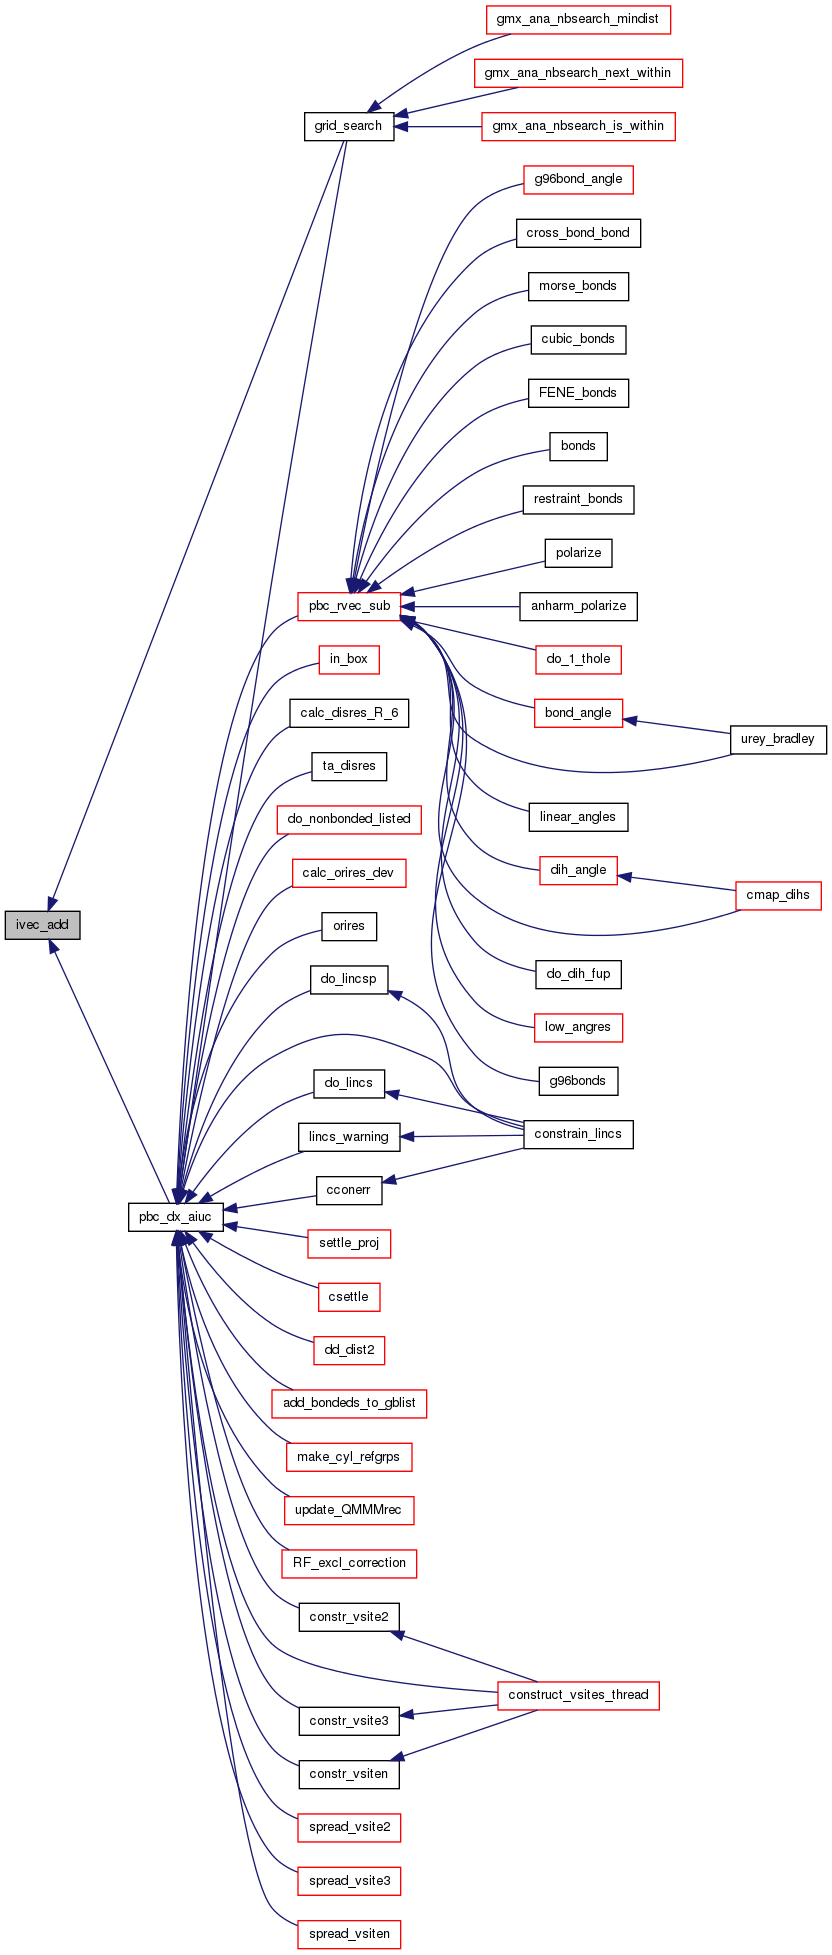 gmx_ana_nbsearch_mindist
gmx_ana_nbsearch_next_within
grid_search
gmx_ana_nbsearch_is_within
g96bond_angle
cross_bond_bond
morse_bonds
cubic_bonds
FENE_bonds
bonds
restraint_bonds
polarize
pbc_rvec_sub
anharm_polarize
in_box
do_1_thole
calc_disres_R_6
bond_angle
urey_bradley
ta_disres
do_nonbonded_listed
linear_angles
calc_orires_dev
dih_angle
cmap_dihs
ivec_add
orires
do_lincsp
do_dih_fup
low_angres
do_lincs
g96bonds
lincs_warning
constrain_lincs
cconerr
pbc_dx_aiuc
settle_proj
csettle
dd_dist2
add_bondeds_to_gblist
make_cyl_refgrps
update_QMMMrec
RF_excl_correction
constr_vsite2
construct_vsites_thread
constr_vsite3
constr_vsiten
spread_vsite2
spread_vsite3
spread_vsiten